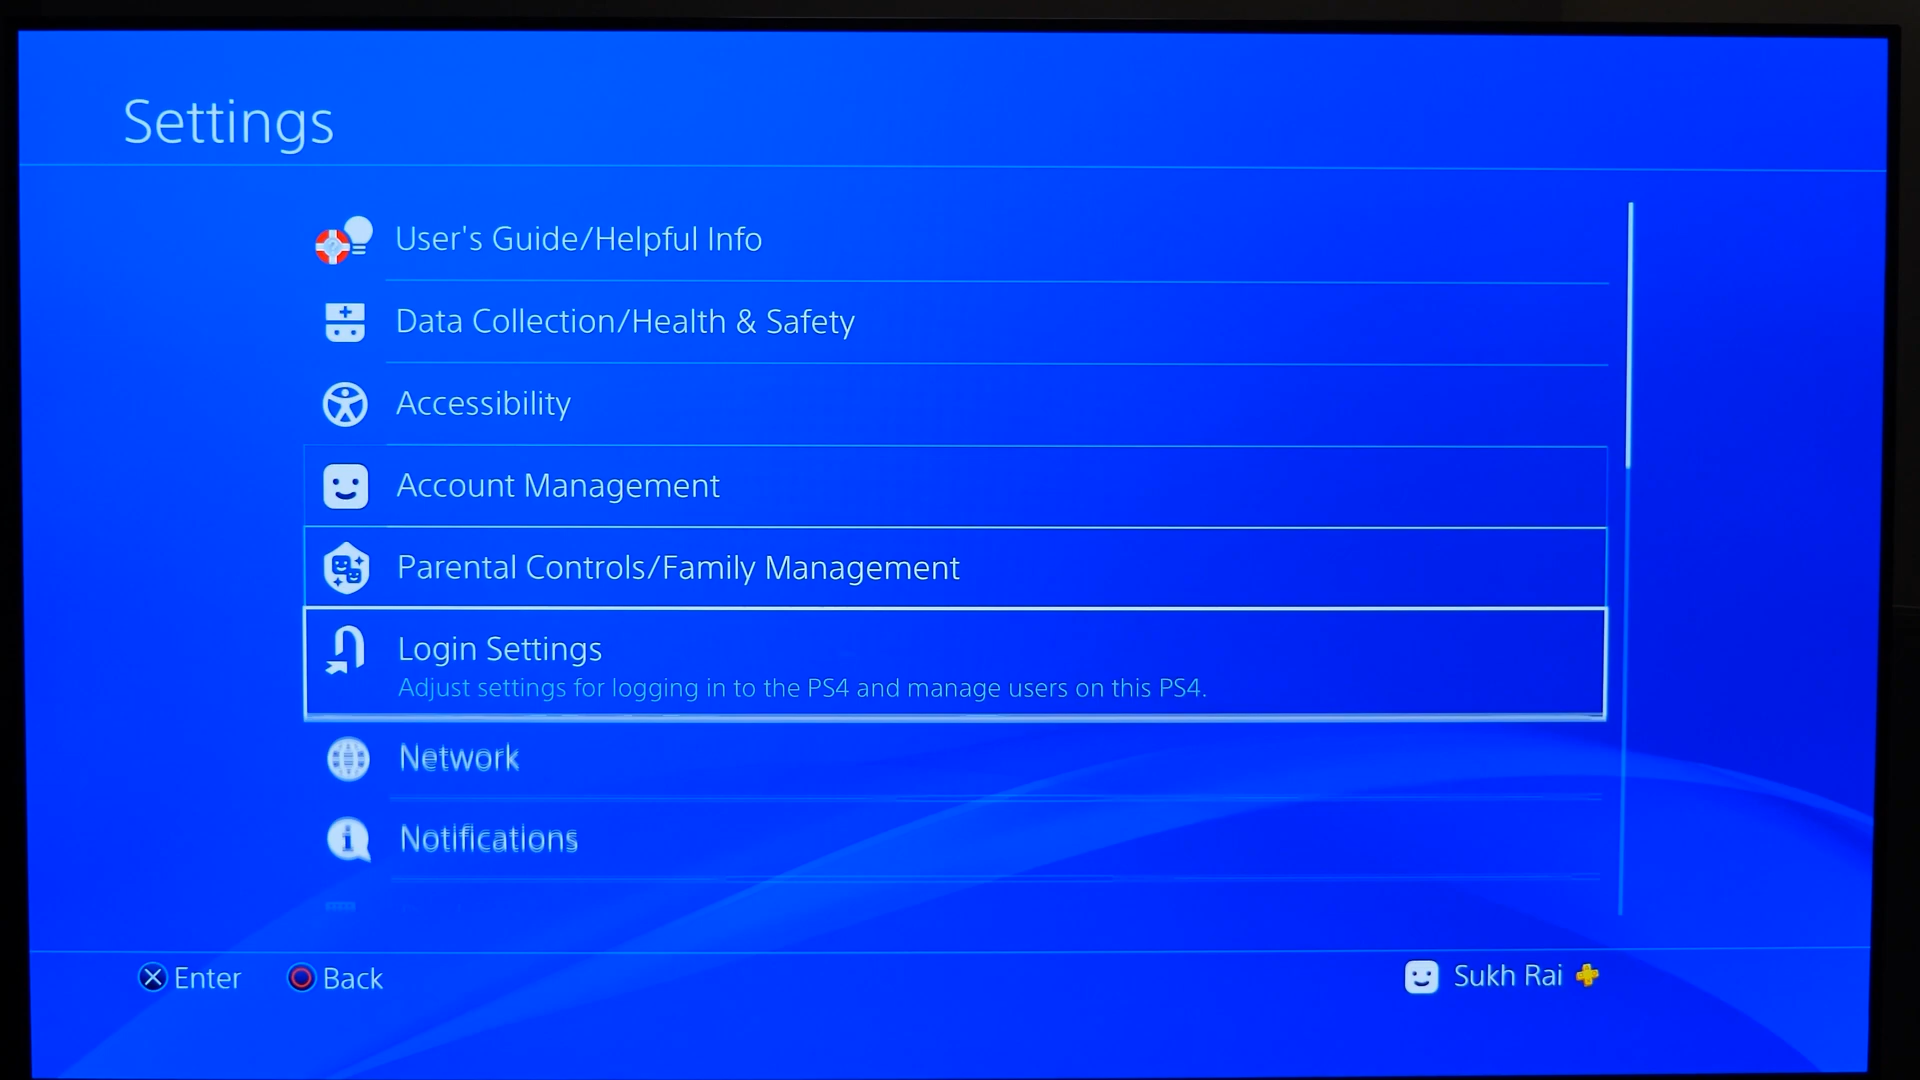 Settings
User's Guide/Helpful Info
Data Collection/Health & Safety
Accessibility
Account Management
Parental Controls/Family Management
Login Settings
Adjust settings for logging in to the PS4 and manage users on this PS4.
Network
Notifications
Enter
Back
Sukh Rai